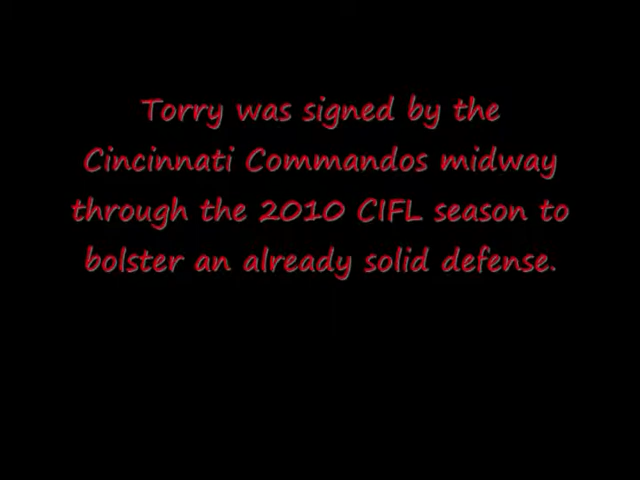 Torry was signed by the
Cincinnati Commandos midway
through the 2010 CIFL season to
bolster an already solid defense.